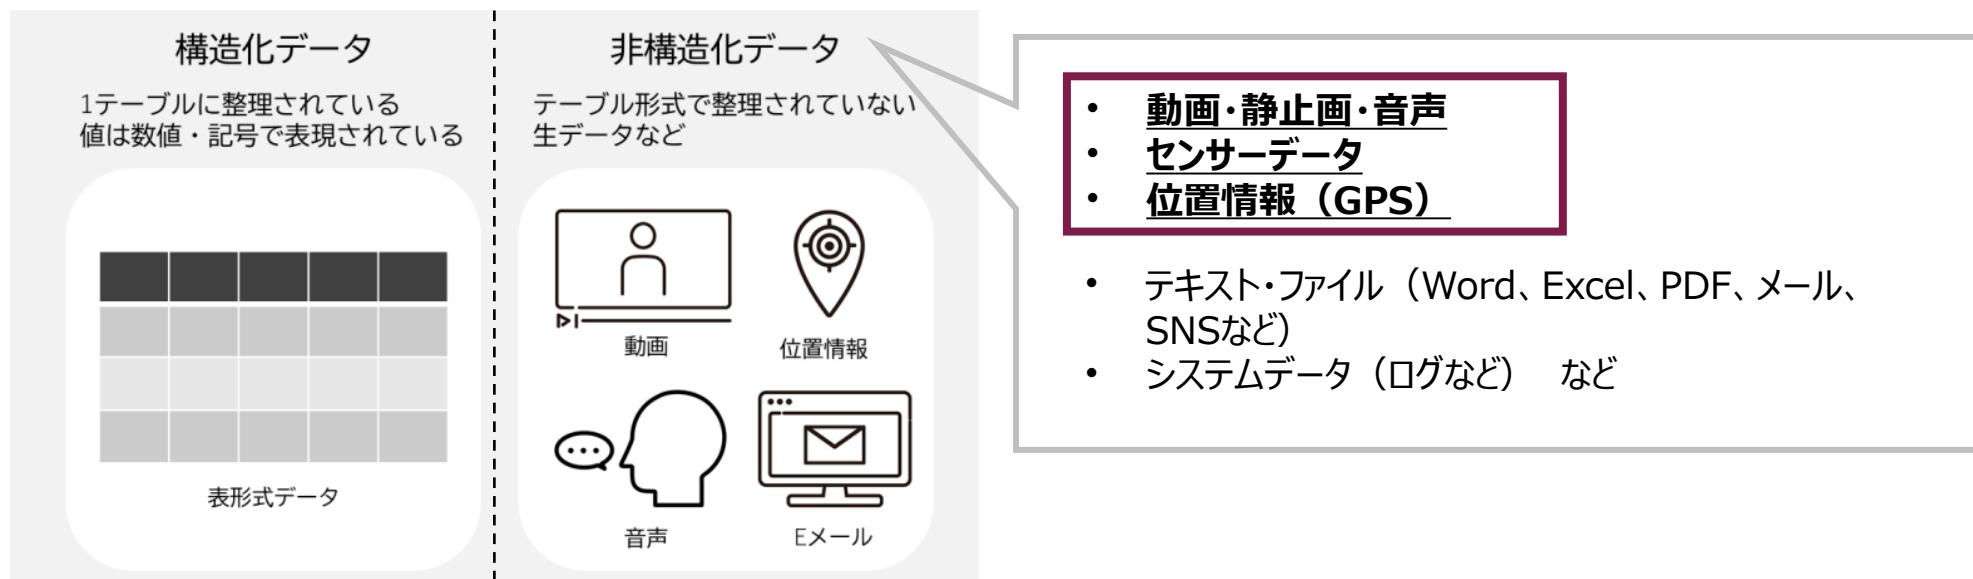 構造化データ
1テーブルに整理されている
値は数値・記号で表現されている
表形式データ
非構造化データ
テーブル形式で整理されていない
生データなど
動画
位置情報
音声
Eメール
• 動画・静止画・音声
• センサーデータ
• 位置情報（GPS）
• テキスト・ファイル（Word、Excel、PDF、メール、
SNSなど）
• システムデータ（ログなど）　など